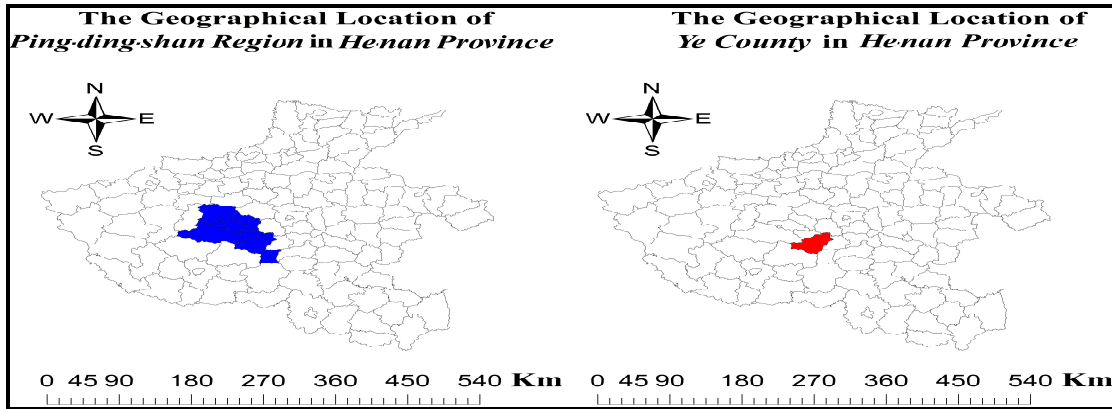 The Geographical Location of
Ping-ding-shan Region in He-nan Province
N
W E
S
0 45 90 180 270 360 450 540 Km
The Geographical Location of
Ye County in He-nan Province
N
W E
S
0 45 90 180 270 360 450 540 Km